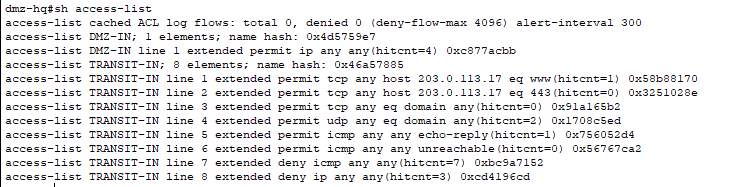 dmz-hq#sh access-list
access-list cached ACL log flows: total 0, denied 0 (deny-flow-max 4096) alert-interval 300
access-list DMZ-IN; 1 elements; name hash: 0x4d5759e7
access-list DMZ-IN line 1 extended permit ip any any(hitcnt=4) 0xc877acbb
access-list TRANSIT-IN; 8 elements; name hash: 0x46a57885
access-list TRANSIT-IN line 1 extended permit tcp any host 203.0.113.17 eq www(hitcnt=1) 0x58b88170
access-list TRANSIT-IN line 2 extended permit tcp any host 203.0.113.17 eq 443(hitcnt=0) 0x3251028e
access-list TRANSIT-IN line 3 extended permit tcp any eq domain any(hitcnt=0) 0x91a165b2
access-list TRANSIT-IN line 4 extended permit udp any eq domain any(hitcnt=2) 0x1708c5ed
access-list TRANSIT-IN line 5 extended permit icmp any any echo-reply(hitcnt=1) 0x756052d4
access-list TRANSIT-IN line 6 extended permit icmp any any unreachable(hitcnt=0) 0x56767ca2
access-list TRANSIT-IN line 7 extended deny icmp any any(hitcnt=7) 0xbc9a7152
access-list TRANSIT-IN line 8 extended deny ip any any(hitcnt=3) 0xcd4196cd